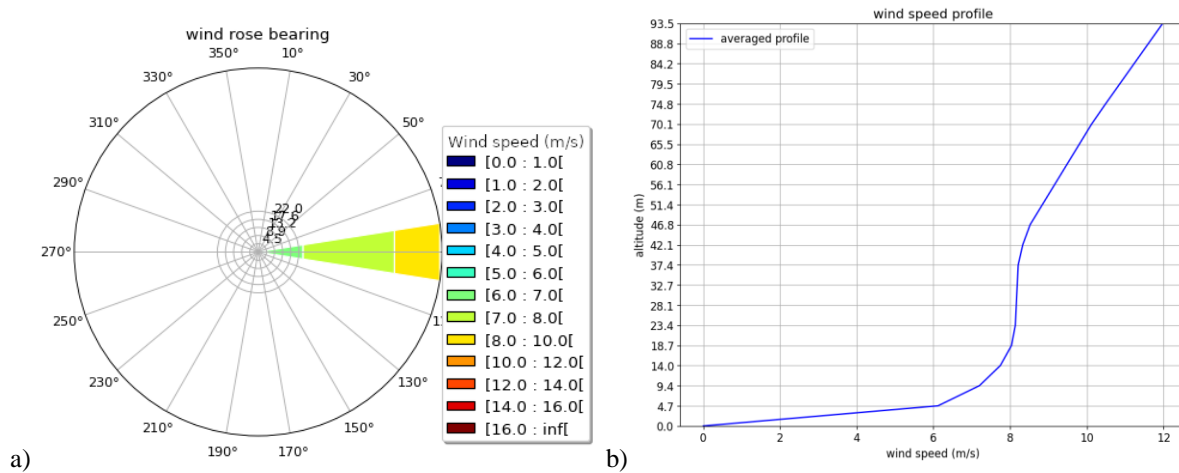 wind rose bearing
350°
10°
330°
30°
310°
50°
290°
270°
250°
230°
130°
210°
150°
190°
170°
22.0
17.6
13.2
8.9
4.5
Wind speed (m/s)
[0.0 : 1.0[
[1.0 : 2.0[
[2.0 : 3.0[
[3.0 : 4.0[
[4.0 : 5.0[
[5.0 : 6.0[
[6.0 : 7.0[
[7.0 : 8.0[
[8.0 : 10.0[
[10.0 : 12.0[
[12.0 : 14.0[
[14.0 : 16.0[
[16.0 : inf[
a)
wind speed profile
averaged profile
altitude (m)
93.5
88.8
84.2
79.5
74.8
70.1
65.5
60.8
56.1
51.4
46.8
42.1
37.4
32.7
28.1
23.4
18.7
14.0
9.4
4.7
0.0
0 2 4 6 8 10 12
wind speed (m/s)
b)